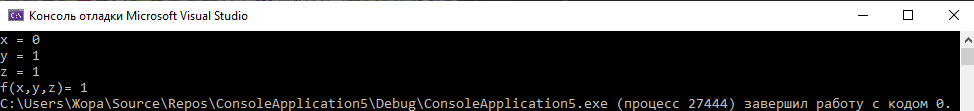 Консоль отладки Microsoft Visual Studio
x = 0
y = 1
z = 1
f(x,y,z)= 1
C:\Users\Жора\Source\Repos\ConsoleApplication5\Debug\ConsoleApplication5.exe (процесс 27444) завершил работу с кодом 0.